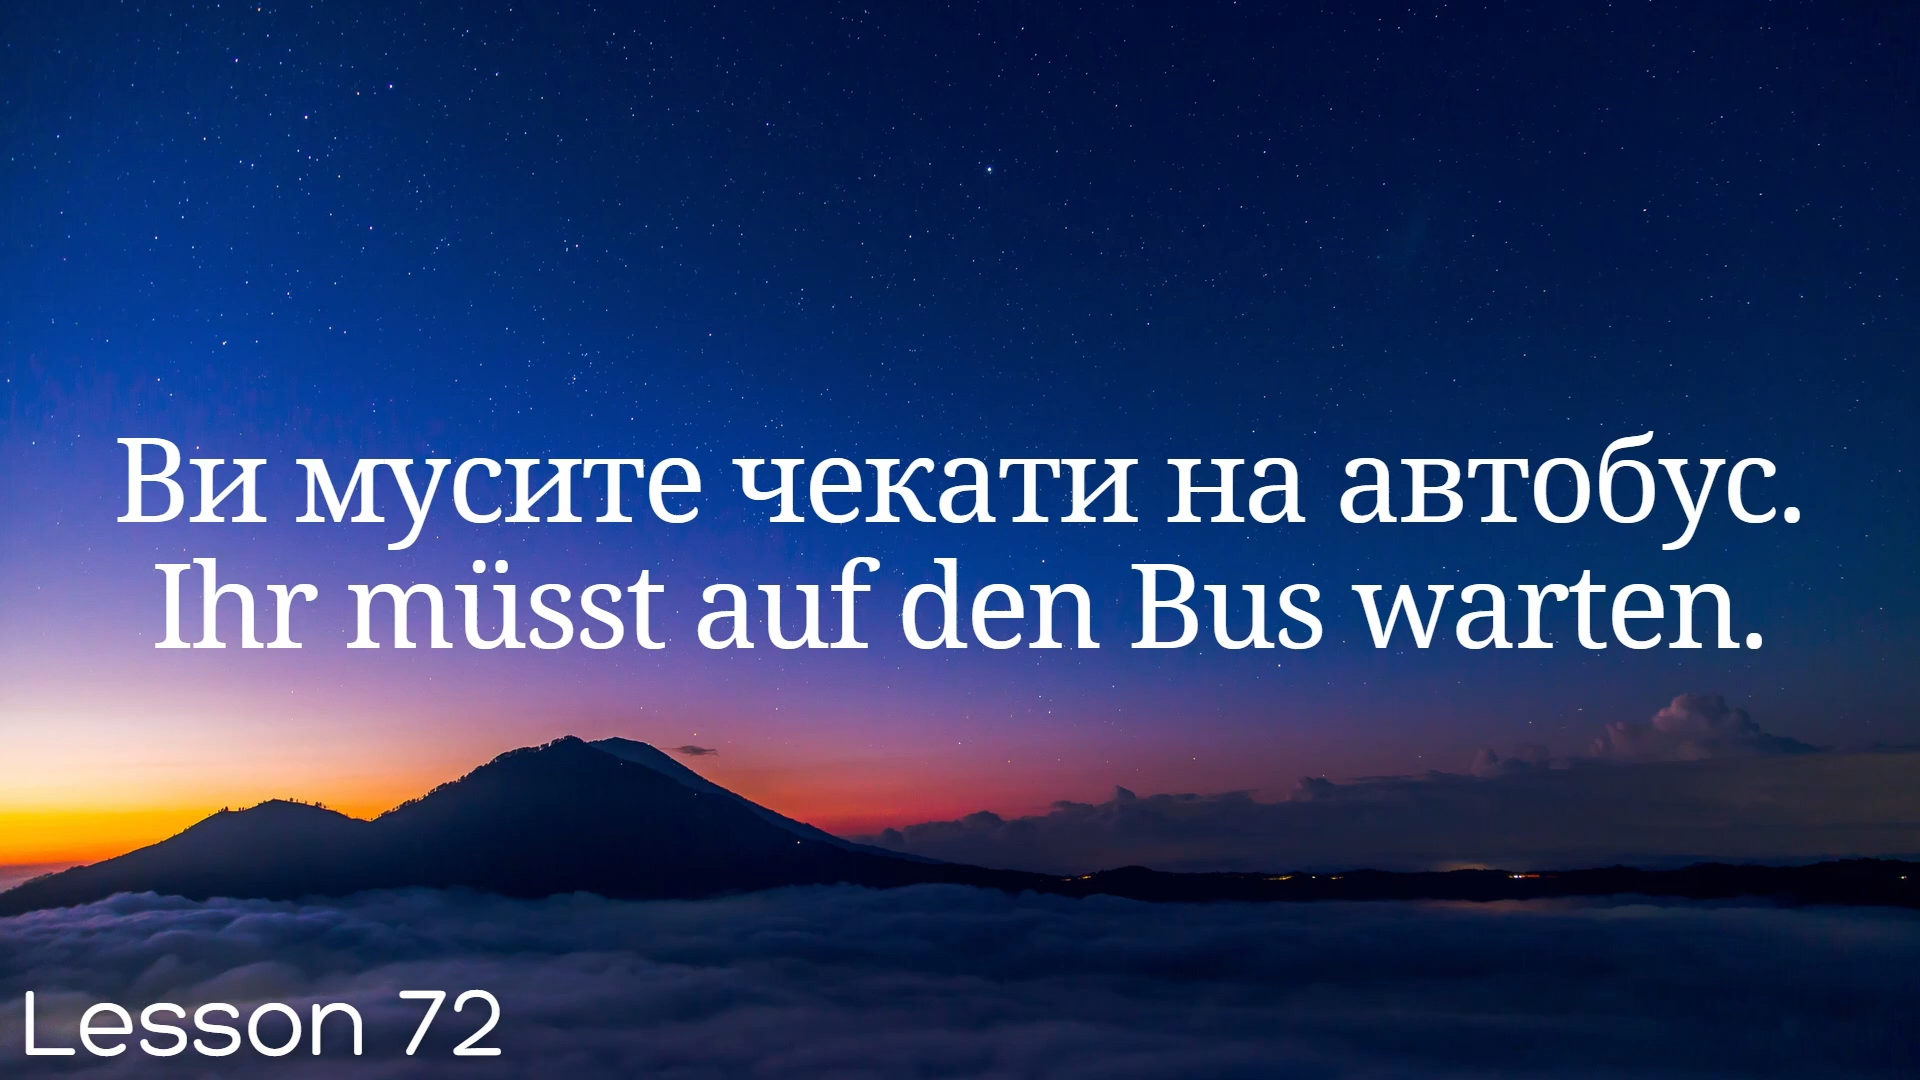 Ви мусите чекати на автобус.
Ihr müsst auf den Bus warten.
Lesson 72